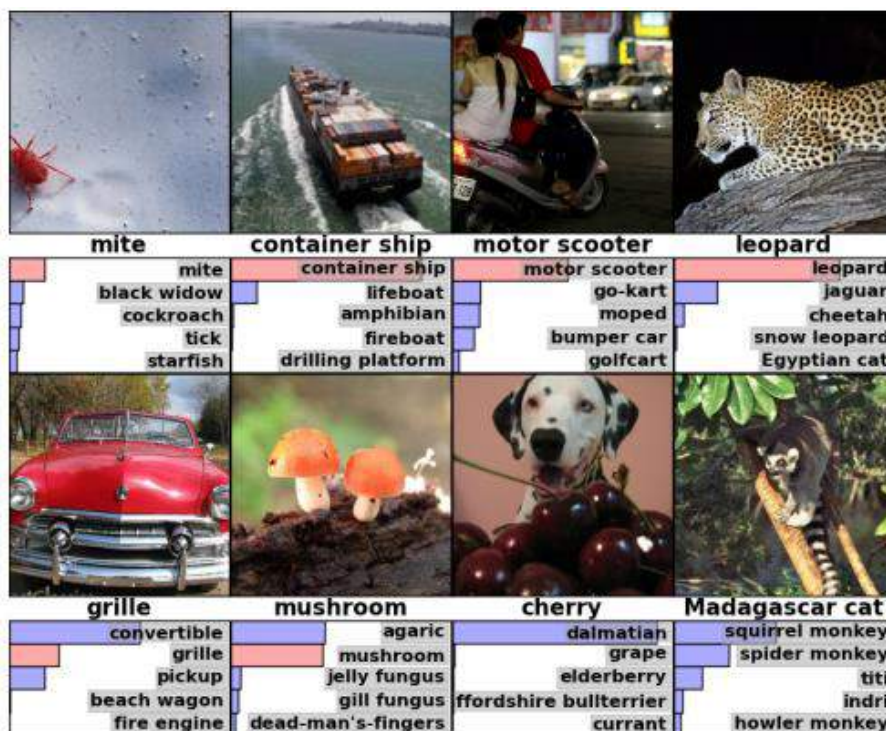 mite
container ship
motor scooter
leopard
mite
black widow
cockroach
tick
starfish
container ship
lifeboat
amphibian
fireboat
drilling platform
motor scooter
go-kart
moped
bumper car
golfcart
leopard
jaguar
cheetah
snow leopard
Egyptian cat
grille
mushroom
cherry
Madagascar cat
convertible
grille
pickup
beach wagon
fire engine
agaric
mushroom
jelly fungus
gill fungus
dead-man's-fingers
dalmatian
grape
elderberry
ffordshire bullterrier
currant
squirrel monkey
spider monkey
titi
indri
howler monkey